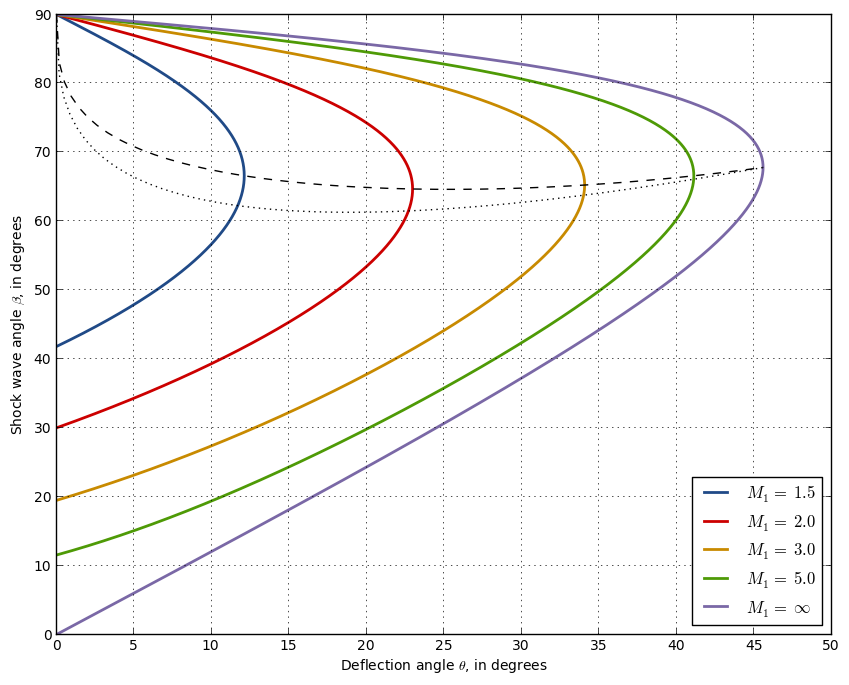 90
80
70
60
50
40
30
20
10
0
Shock wave angle β, in degrees
0 5 10 15 20 25 30 35 40 45 50
Deflection angle θ, in degrees
M₁ = 1.5
M₁ = 2.0
M₁ = 3.0
M₁ = 5.0
M₁ = ∞